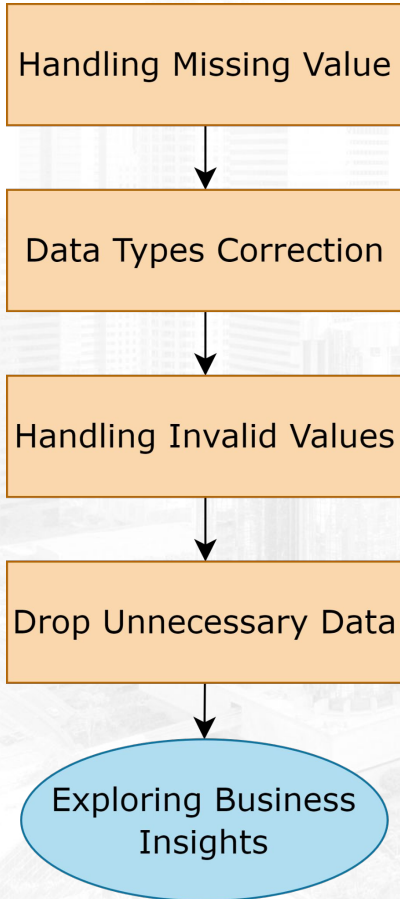 Handling Missing Value
Data Types Correction
Handling Invalid Values
Drop Unnecessary Data
Exploring Business
Insights